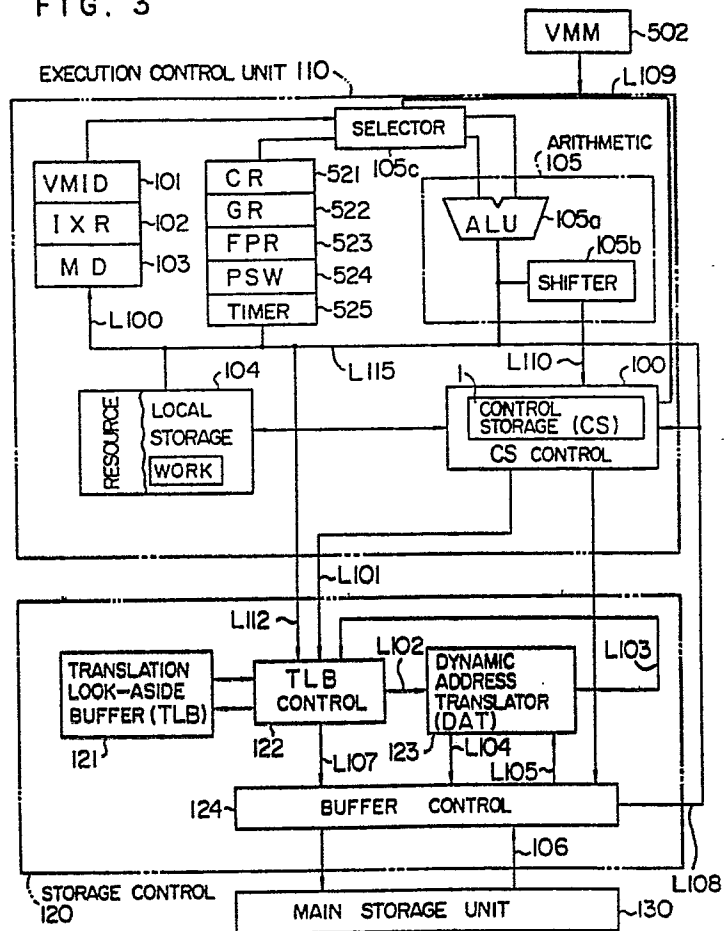 FIG. 3
VMM
502
EXECUTION CONTROL UNIT 110
L109
SELECTOR
105c
ARITHMETIC
105
VMID
101
IXR
102
MD
103
L100
CR
521
GR
522
FPR
523
PSW
524
TIMER
525
ALU
105a
105b
SHIFTER
L115
L110
104
RESOURCE
LOCAL
STORAGE
WORK
100
1
CONTROL
STORAGE (CS)
CS CONTROL
L101
L112
L102
L103
TRANSLATION
LOOK-ASIDE
BUFFER (TLB)
121
TLB
CONTROL
122
DYNAMIC
ADDRESS
TRANSLATOR
(DAT)
123
L107
L104
L105
124
BUFFER CONTROL
106
L108
STORAGE CONTROL
120
MAIN STORAGE UNIT
130